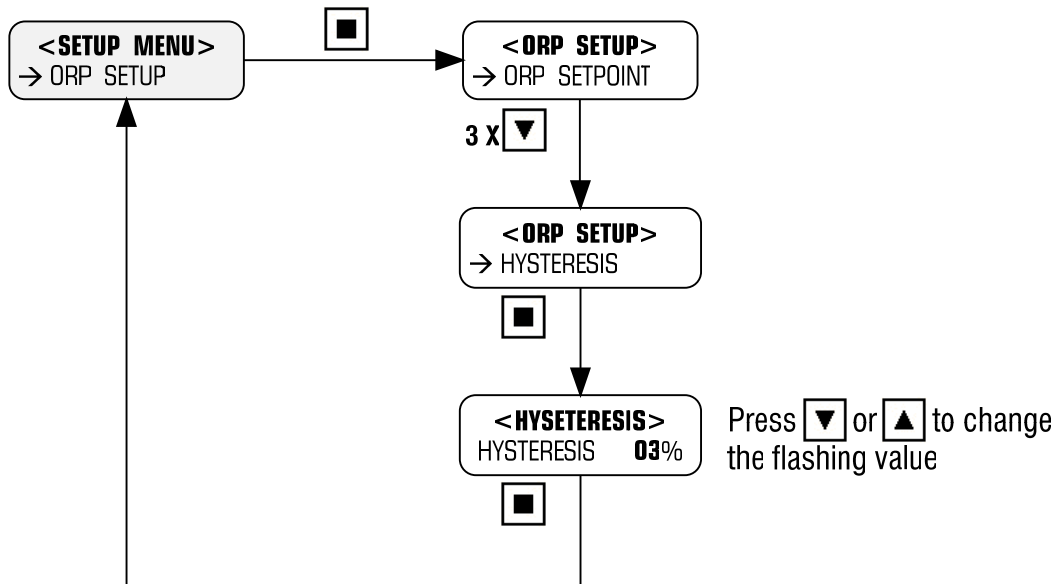 <SETUP MENU>
→ ORP SETUP
<ORP SETUP>
→ ORP SETPOINT
3 X ▼
<ORP SETUP>
→ HYSTERESIS
<HYSETERESIS>
HYSTERESIS 03%
Press ▼ or ▲ to change
the flashing value